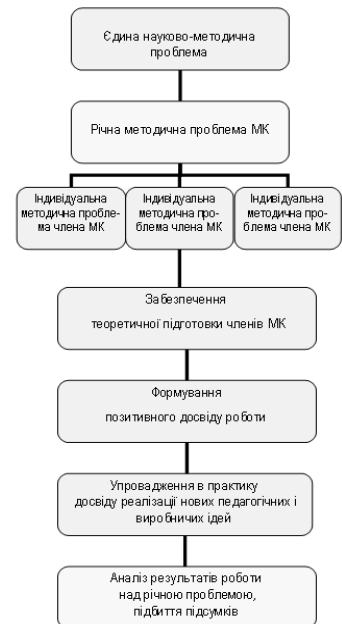 Єдина науково-методична
проблема
Річна методична проблема МК
Індивідуальна
методична пробле-
ма члена МК
Індивідуальна
методична про-
блема члена МК
Індивідуальна
методична про-
блема члена МК
Забезпечення
теоретичної підготовки членів МК
Формування
позитивного досвіду роботи
Упровадження в практику
досвіду реалізації нових педагогічних і
виробничих ідей
Аналіз результатів роботи
над річною проблемою,
підбиття підсумків